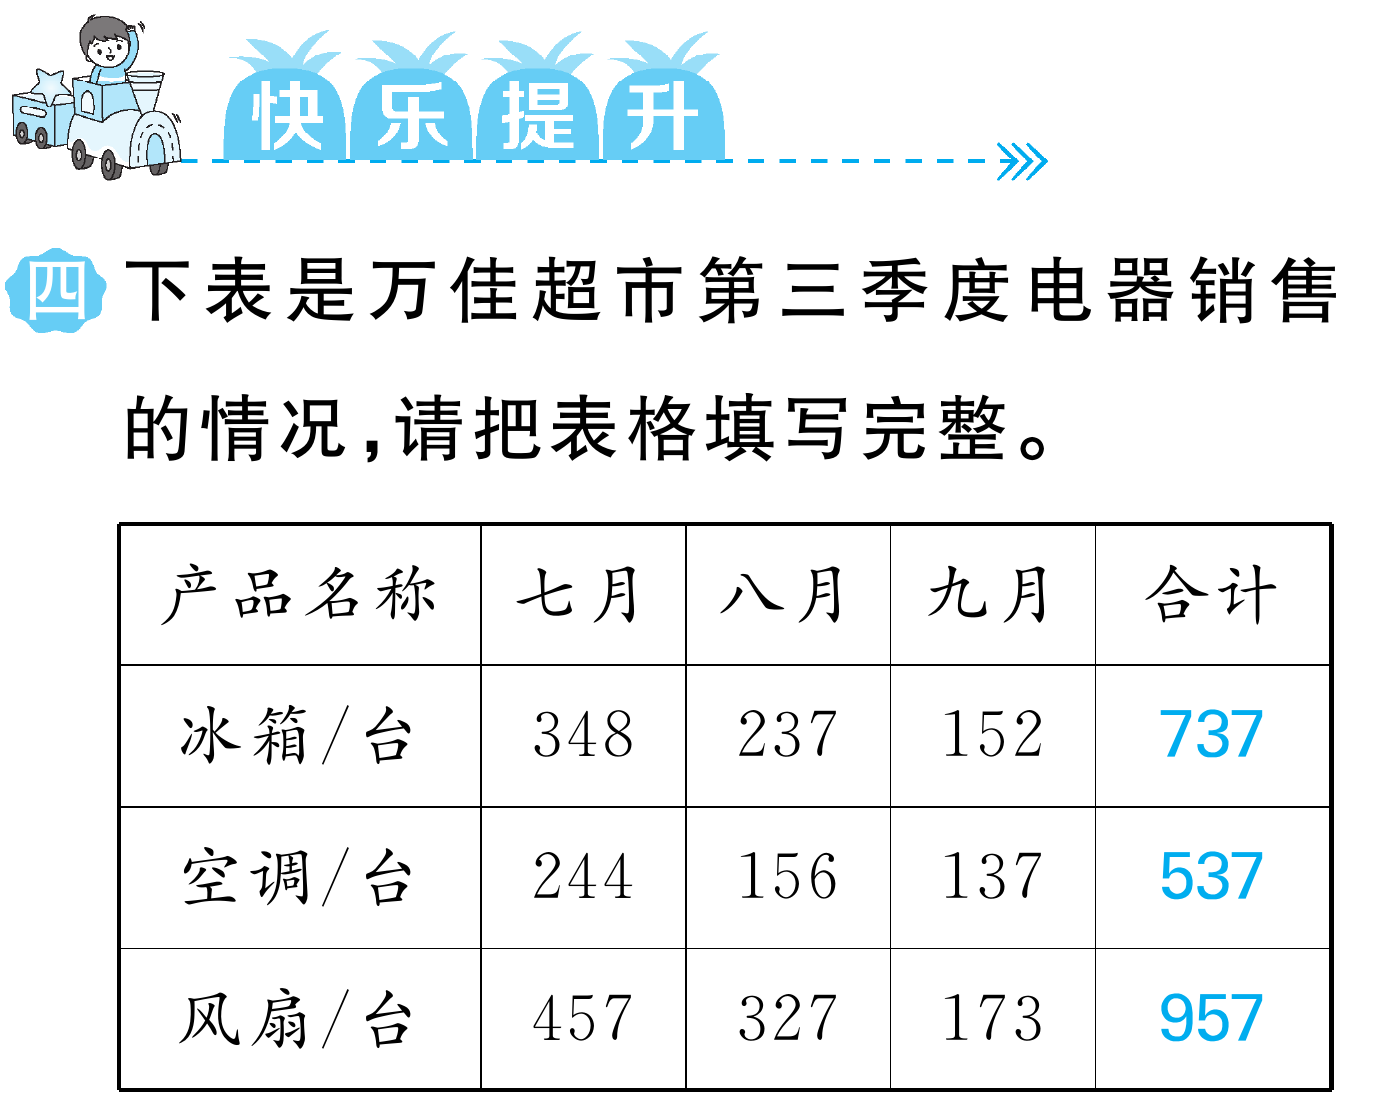 快乐提升
四 下表是万佳超市第三季度电器销售
的情况,请把表格填写完整。
产品名称 七月 八月 九月 合计
冰箱/台 348 237 152 737
空调/台 244 156 137 537
风扇/台 457 327 173 957